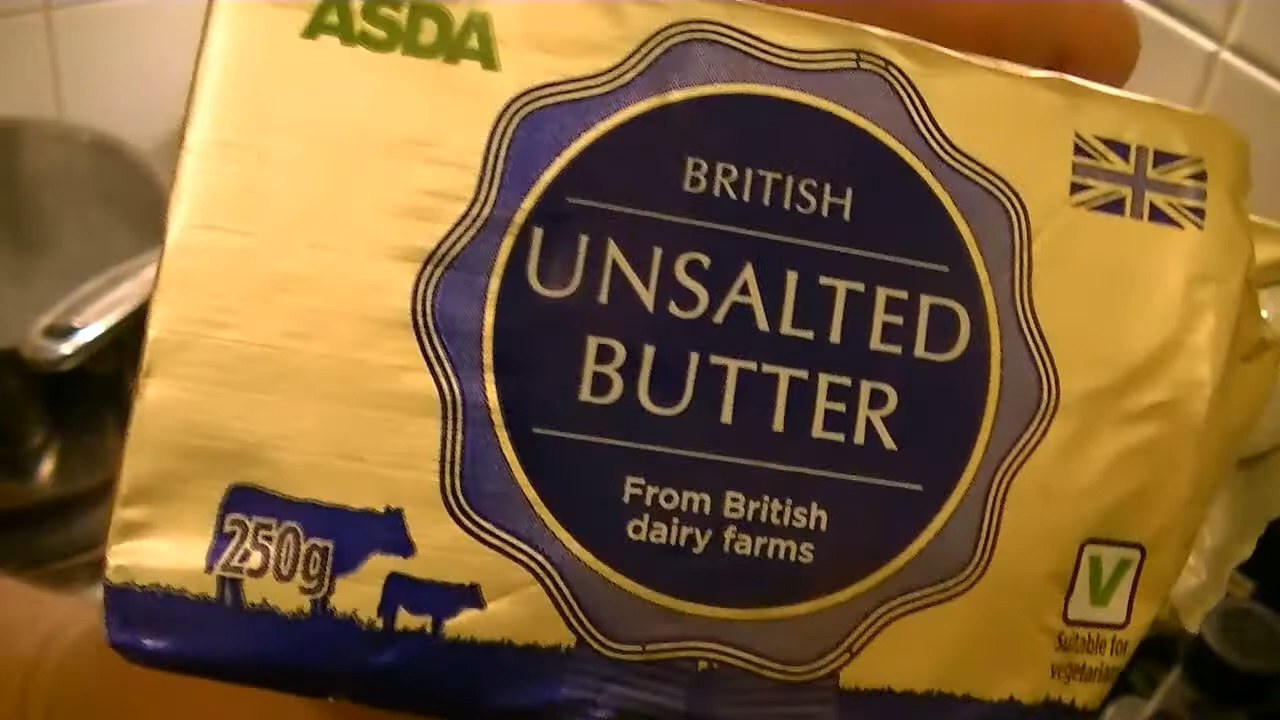 ASDA
BRITISH
UNSALTED
BUTTER
From British
dairy farms
250g
V
Suitable for
vegetarians